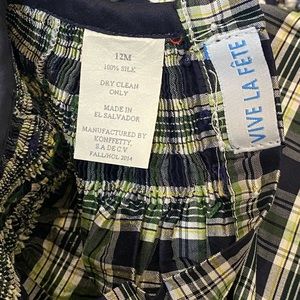 12M
100% SILK
DRY CLEAN
ONLY
MADE IN
EL SALVADOR
MANUFACTURED BY
KONFFETTY,
S.A DE C.V
FALL/HOL 2014
VIVE LA FÊTE